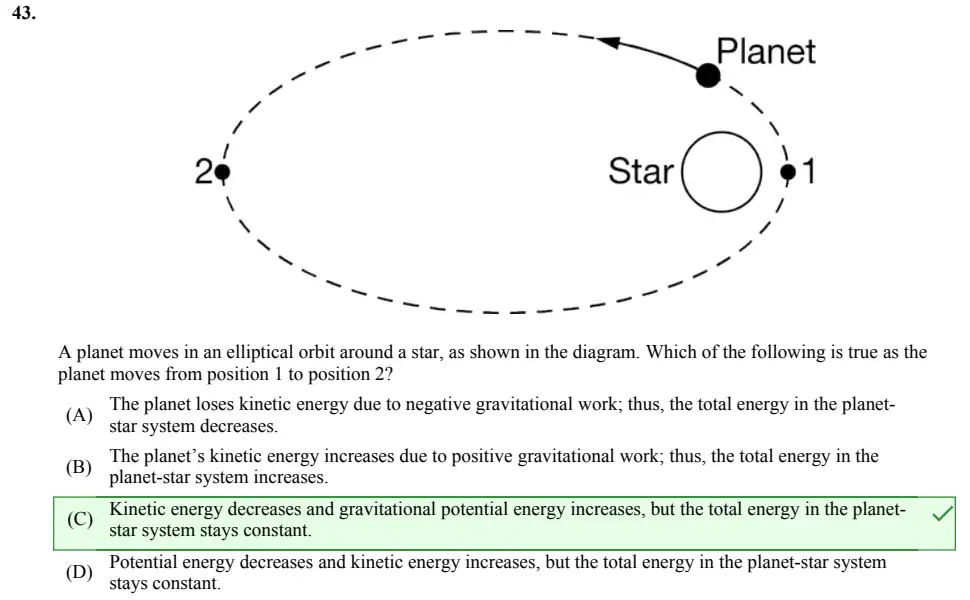 43.
Planet
2
Star
1
A planet moves in an elliptical orbit around a star, as shown in the diagram. Which of the following is true as the
planet moves from position 1 to position 2?
(A) The planet loses kinetic energy due to negative gravitational work; thus, the total energy in the planet-
star system decreases.
(B) The planet’s kinetic energy increases due to positive gravitational work; thus, the total energy in the
planet-star system increases.
(C) Kinetic energy decreases and gravitational potential energy increases, but the total energy in the planet-
star system stays constant.
(D) Potential energy decreases and kinetic energy increases, but the total energy in the planet-star system
stays constant.